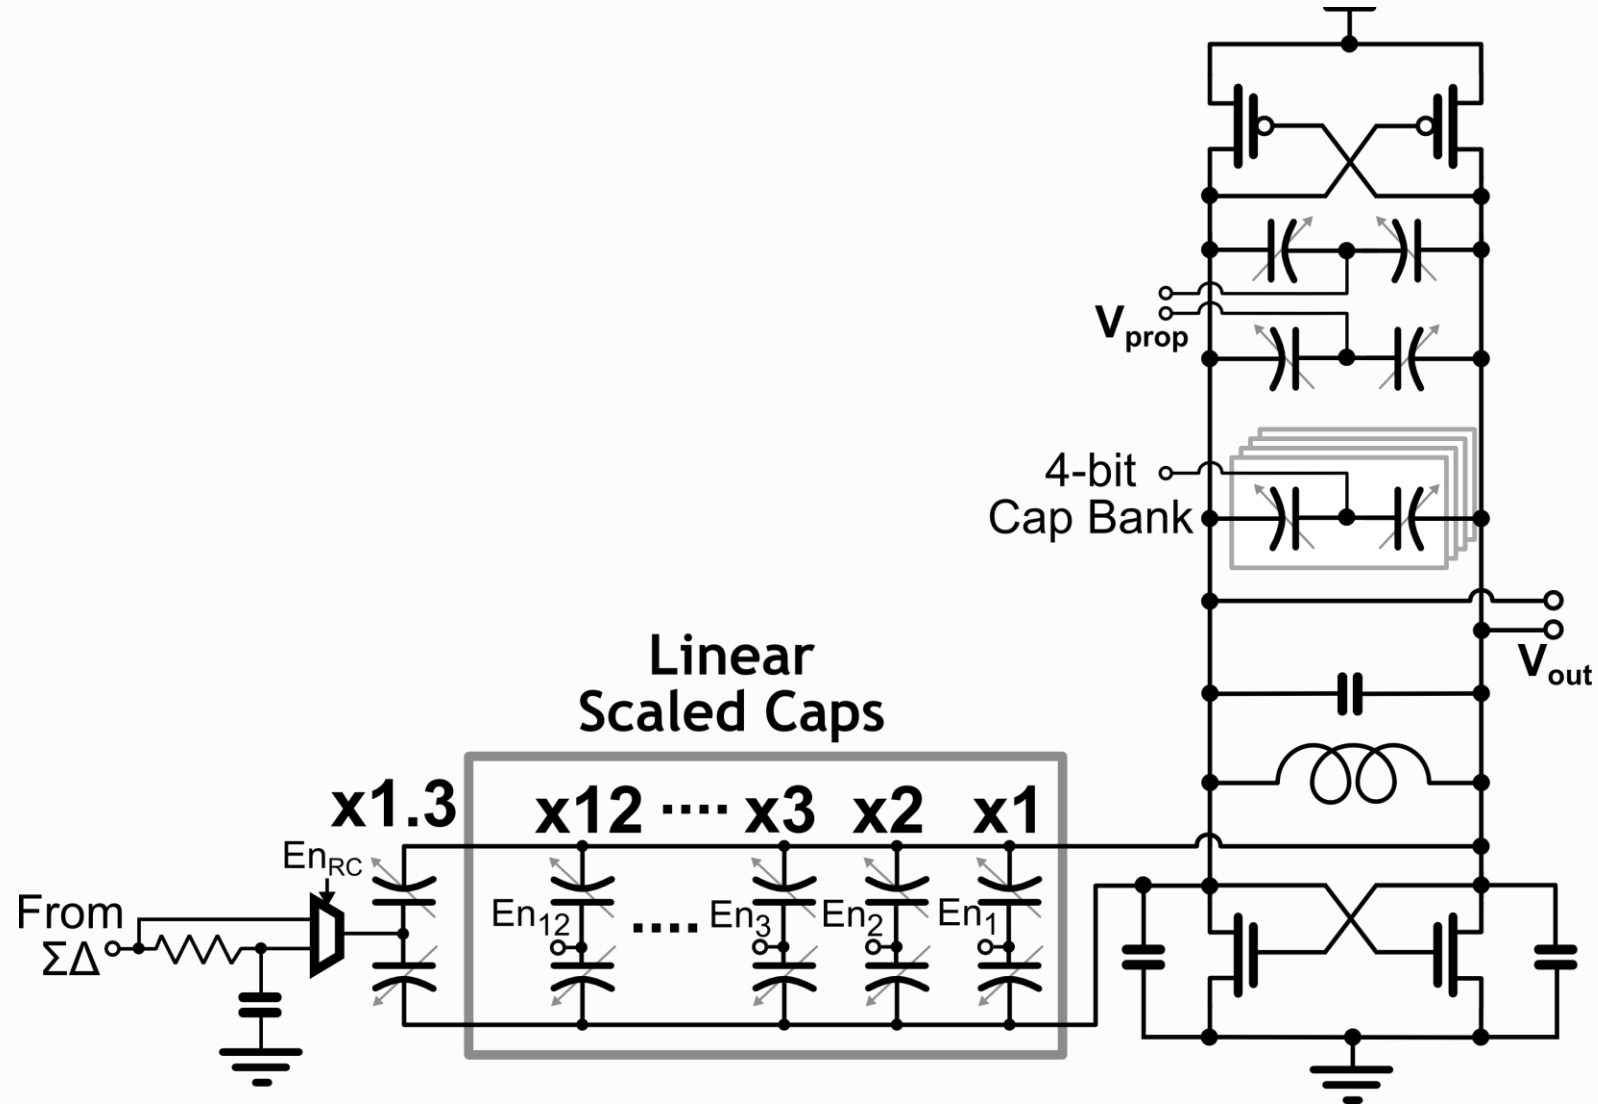 V_prop
4-bit
Cap Bank
V_out
Linear
Scaled Caps
x1.3
x12 .... x3 x2 x1
En_RC
From
ΣΔ
En_12 .... En_3 En_2 En_1